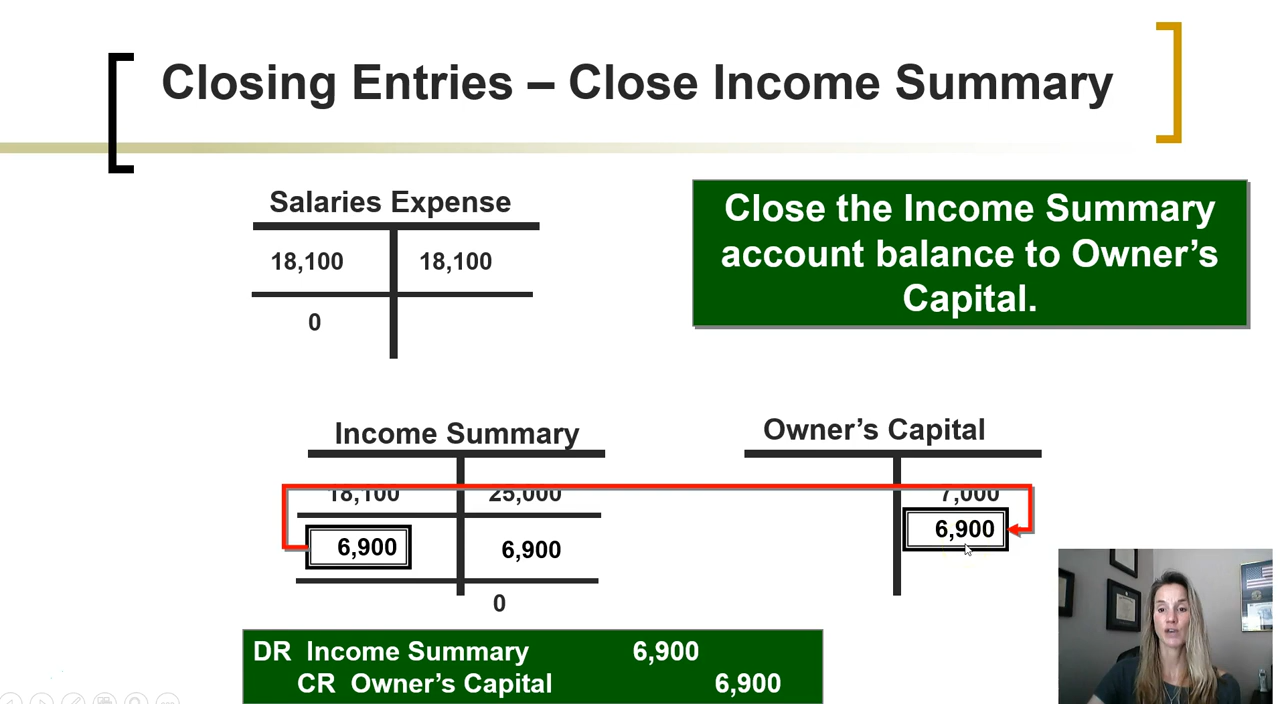 Closing Entries – Close Income Summary
Salaries Expense
18,100 18,100
0
Close the Income Summary
account balance to Owner's
Capital.
Income Summary
18,100 25,000
6,900 6,900
0
Owner's Capital
7,000
6,900
DR Income Summary 6,900
CR Owner's Capital 6,900